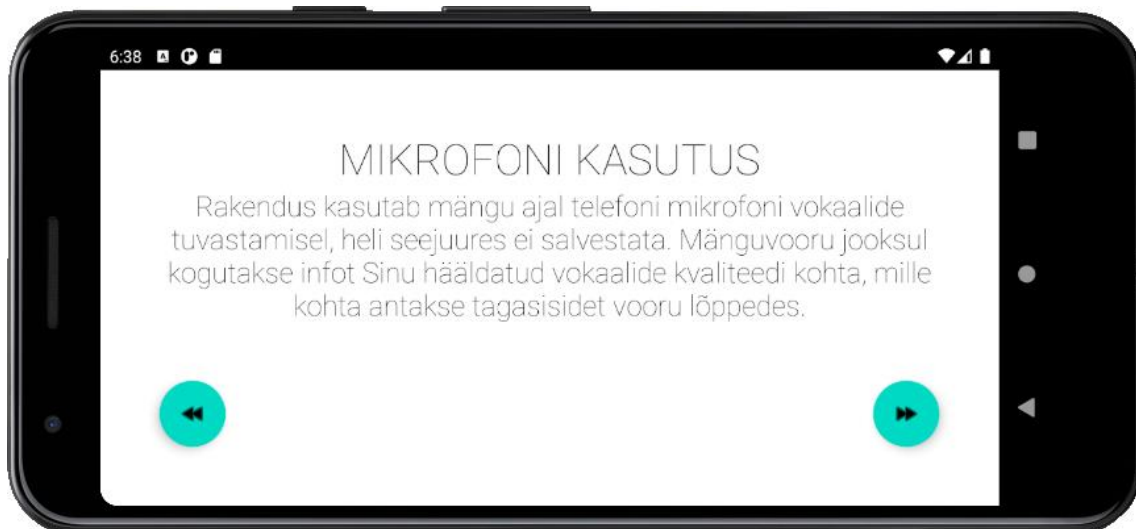 6:38
MIKROFONI KASUTUS
Rakendus kasutab mängu ajal telefoni mikrofoni vokaalide
tuvastamisel, heli seejuures ei salvestata. Mänguvooru jooksul
kogutakse infot Sinu hääldatud vokaalide kvaliteedi kohta, mille
kohta antakse tagasisidet vooru lõppedes.